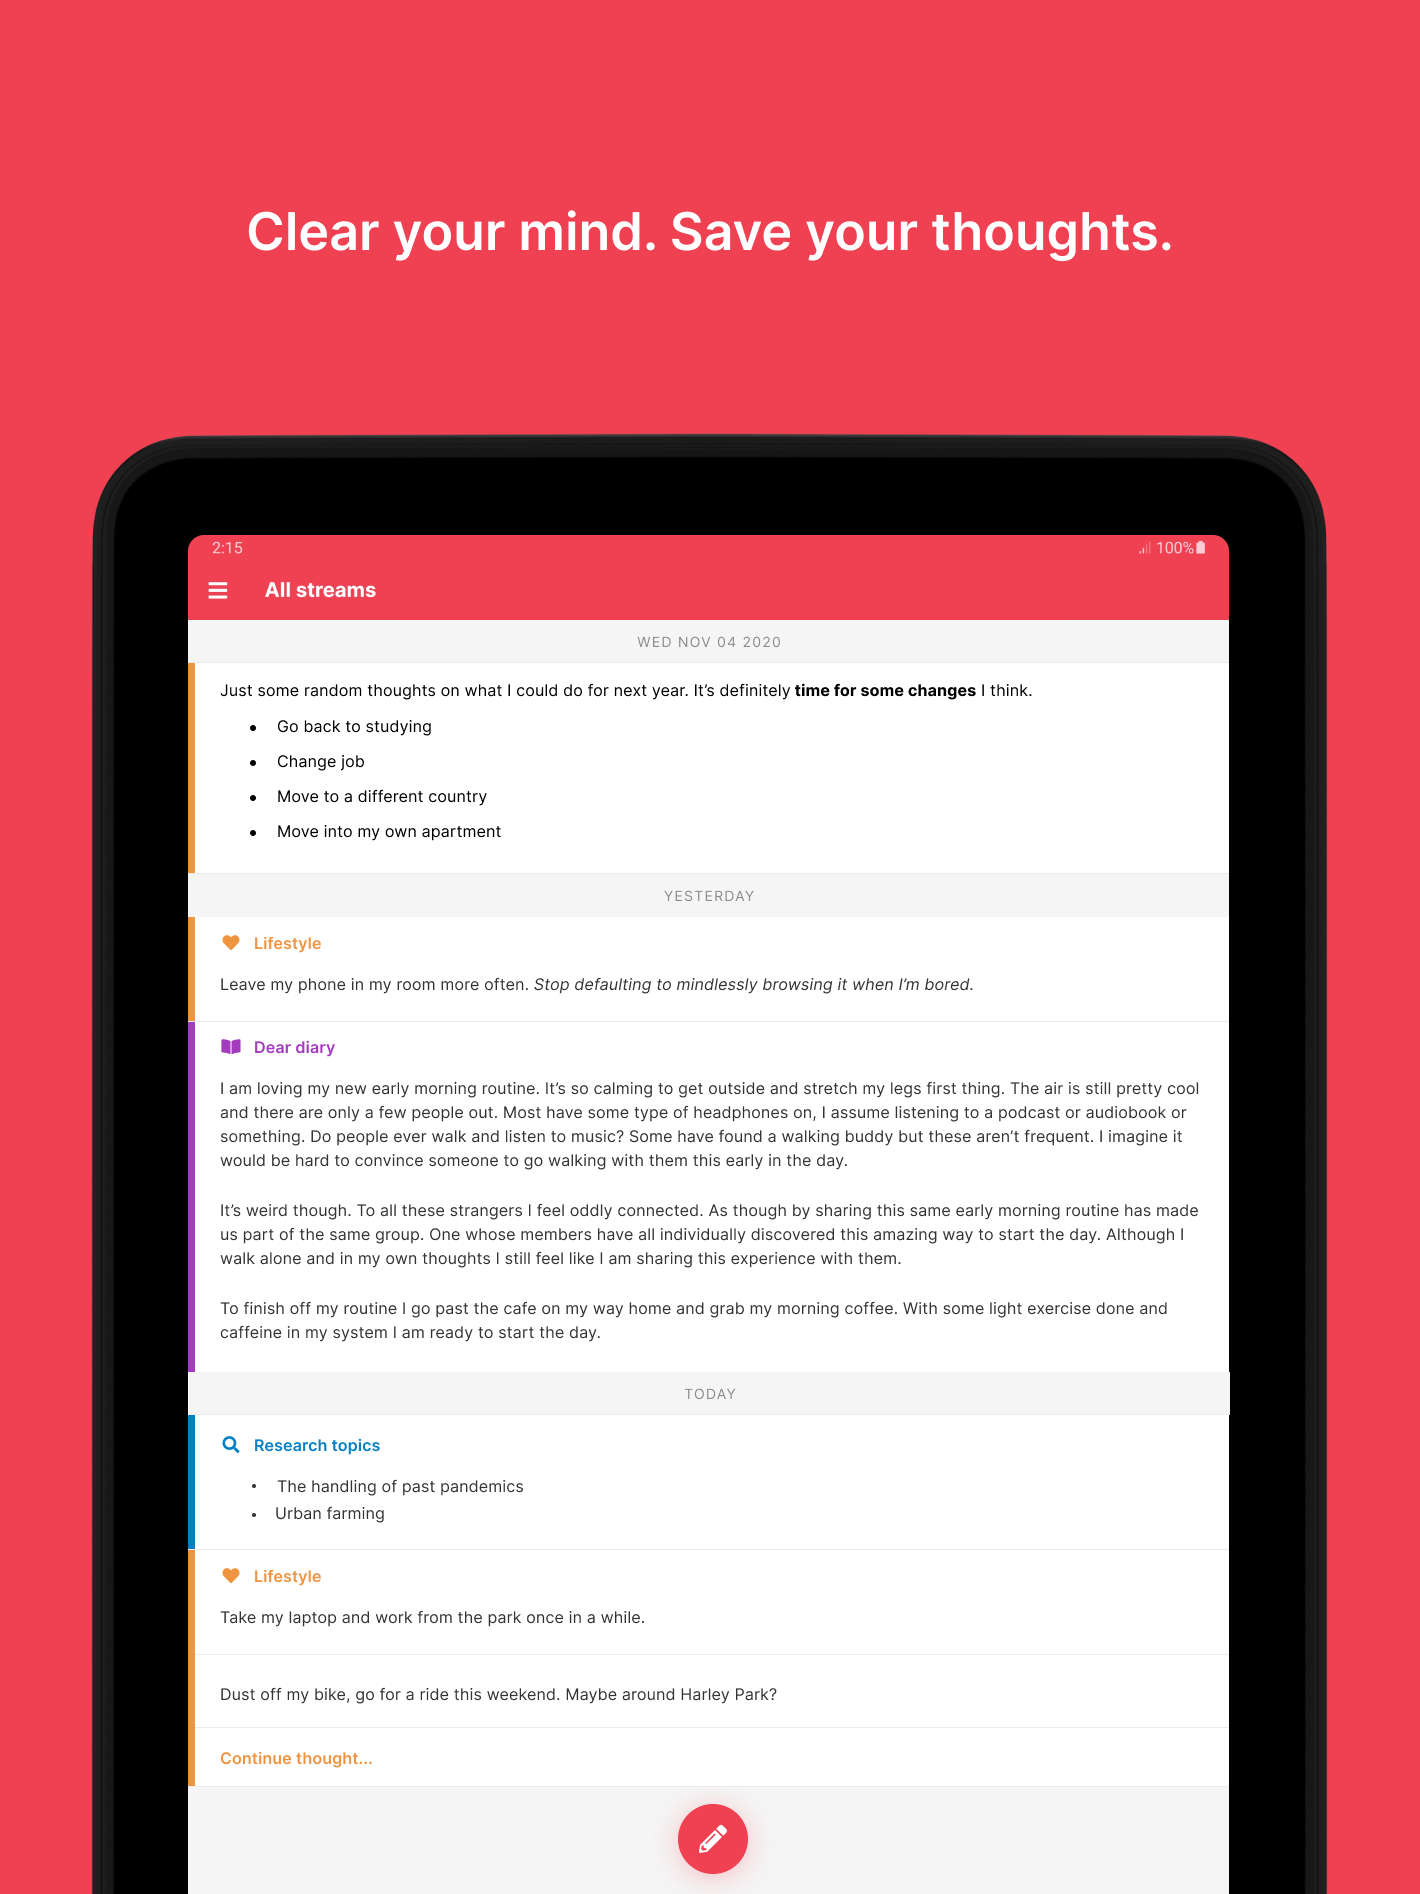 Clear your mind. Save your thoughts.
2:15
100%
All streams
WED NOV 04 2020
Just some random thoughts on what I could do for next year. It’s definitely time for some changes I think.
• Go back to studying
• Change job
• Move to a different country
• Move into my own apartment
YESTERDAY
Lifestyle
Leave my phone in my room more often. Stop defaulting to mindlessly browsing it when I’m bored.
Dear diary
I am loving my new early morning routine. It’s so calming to get outside and stretch my legs first thing. The air is still pretty cool
and there are only a few people out. Most have some type of headphones on, I assume listening to a podcast or audiobook or
something. Do people ever walk and listen to music? Some have found a walking buddy but these aren’t frequent. I imagine it
would be hard to convince someone to go walking with them this early in the day.
It’s weird though. To all these strangers I feel oddly connected. As though by sharing this same early morning routine has made
us part of the same group. One whose members have all individually discovered this amazing way to start the day. Although I
walk alone and in my own thoughts I still feel like I am sharing this experience with them.
To finish off my routine I go past the cafe on my way home and grab my morning coffee. With some light exercise done and
caffeine in my system I am ready to start the day.
TODAY
Research topics
• The handling of past pandemics
• Urban farming
Lifestyle
Take my laptop and work from the park once in a while.
Dust off my bike, go for a ride this weekend. Maybe around Harley Park?
Continue thought...